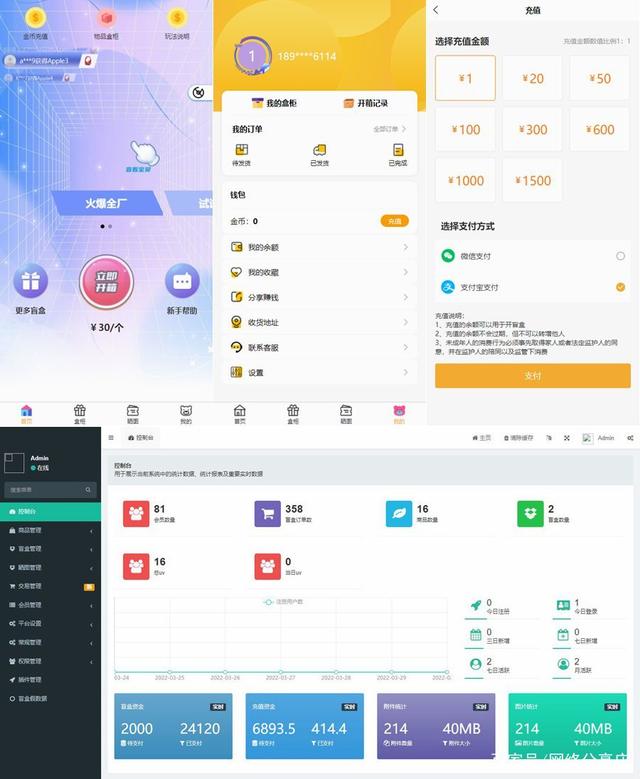 金币充值
物品盒柜
玩法说明
a***9获得Apple3
火爆全厂
立即
开箱
更多盲盒
新手帮助
￥30/个
首页
盒柜
晒图
我的
1
189****6114
我的盒柜
开箱记录
我的订单
全部订单
待发货
已发货
已完成
钱包
金币：0
充值
我的余额
我的收藏
分享赚钱
收货地址
联系客服
设置
首页
盒柜
晒图
我的
充值
选择充值金额
充值金额数值比例1：1
￥1
￥20
￥50
￥100
￥300
￥600
￥1000
￥1500
选择支付方式
微信支付
支付宝支付
充值说明：
1、充值的余额可以用于开盲盒
2、充值的余额不会过期，但不可以转增他人
3、未成年人的消费行为必须事先取得家人或者法定监护人的同
意，并在监护人的陪同以及监管下消费
支付
Admin
在线
搜索菜单
控制台
商品管理
盲盒管理
晒图管理
交易管理
会员管理
平台设置
常规管理
权限管理
插件管理
盲盒假数据
控制台
主页
清除缓存
Admin
控制台
用于展示当前系统中的统计数据、统计报表及重要实时数据
81
会员数量
358
盲盒订单数
16
商品数量
2
盲盒数量
16
总uv
0
当日uv
注册用户数
03-24
2022-03-25
2022-03-26
2022-03-27
2022-03-28
2022-03-29
2022-03-30
0
今日注册
1
今日登录
0
三日新增
0
七日新增
2
七日活跃
2
月活跃
盲盒资金
实时
2000
24120
待支付
已支付
充值资金
实时
6893.5
414.4
待支付
已支付
附件统计
实时
214
40MB
附件数量
附件大小
图片统计
实时
214
40MB
图片数量
图片大小